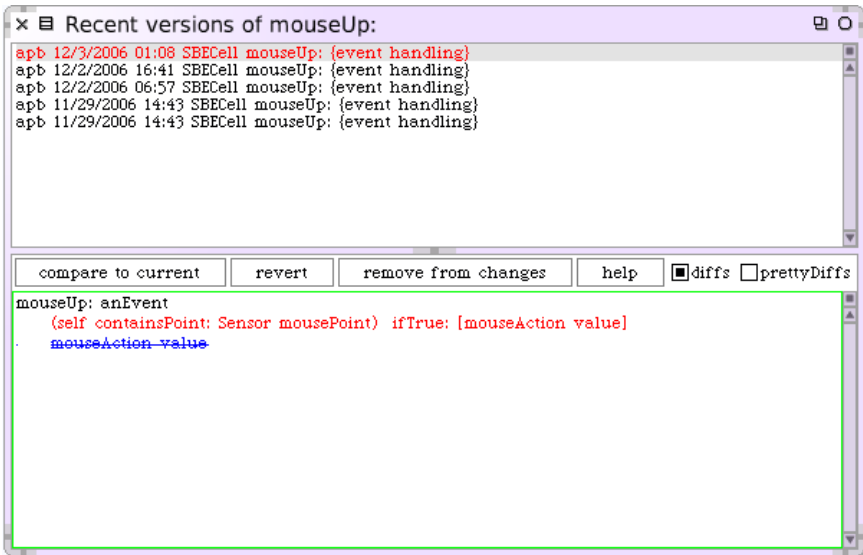 Recent versions of mouseUp:
apb 12/3/2006 01:08 SBECell mouseUp: {event handling}
apb 12/2/2006 16:41 SBECell mouseUp: {event handling}
apb 12/2/2006 06:57 SBECell mouseUp: {event handling}
apb 11/29/2006 14:43 SBECell mouseUp: {event handling}
apb 11/29/2006 14:43 SBECell mouseUp: {event handling}
compare to current revert remove from changes help diffs prettyDiffs
mouseUp: anEvent
(self containsPoint: Sensor mousePoint) ifTrue: [mouseAction value]
mouseAction value